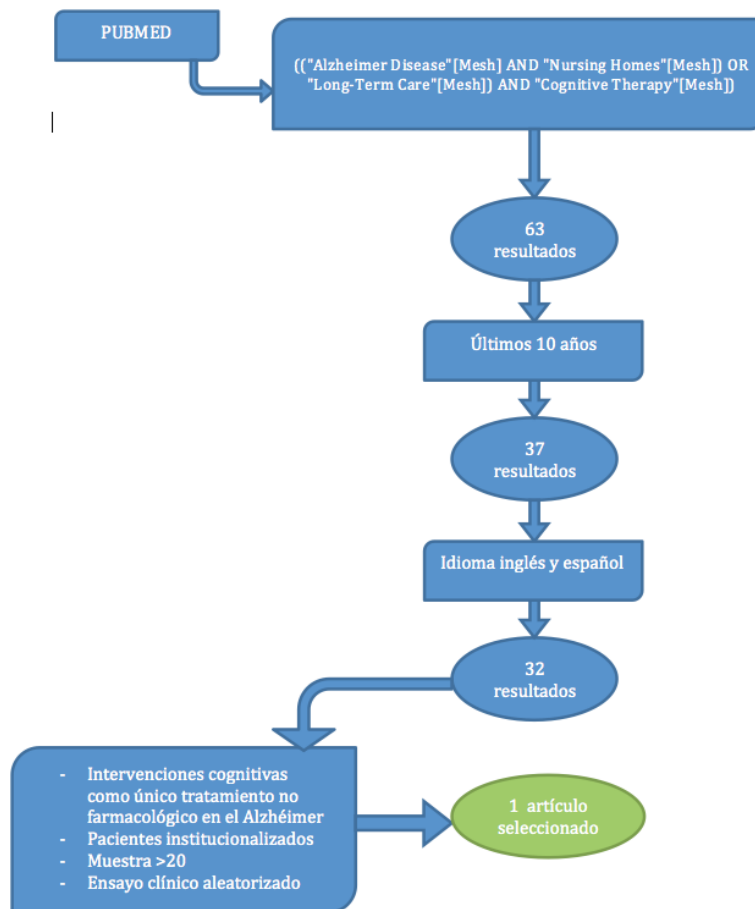 PUBMED
(("Alzheimer Disease"[Mesh] AND "Nursing Homes"[Mesh]) OR
"Long-Term Care"[Mesh]) AND "Cognitive Therapy"[Mesh])
63
resultados
Últimos 10 años
37
resultados
Idioma inglés y español
32
resultados
- Intervenciones cognitivas
como único tratamiento no
farmacológico en el Alzhéimer
- Pacientes institucionalizados
- Muestra >20
- Ensayo clínico aleatorizado
1 artículo
seleccionado